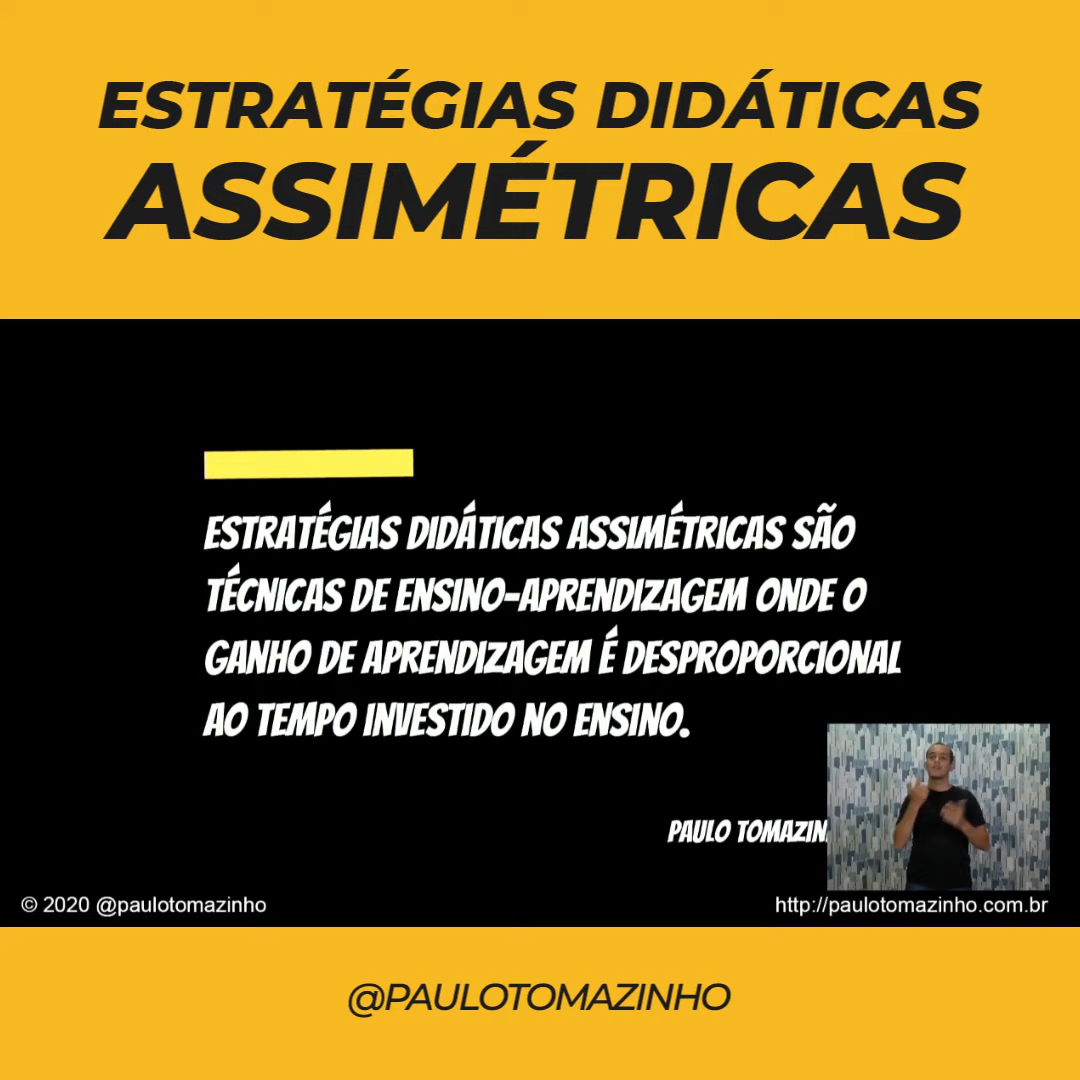 ESTRATÉGIAS DIDÁTICAS
ASSIMÉTRICAS
ESTRATÉGIAS DIDÁTICAS ASSIMÉTRICAS SÃO
TÉCNICAS DE ENSINO-APRENDIZAGEM ONDE O
GANHO DE APRENDIZAGEM É DESPROPORCIONAL
AO TEMPO INVESTIDO NO ENSINO.
PAULO
© 2020 @paulotomazinho
http://paulotomazinho.com.br
@PAULOTOMAZINHO